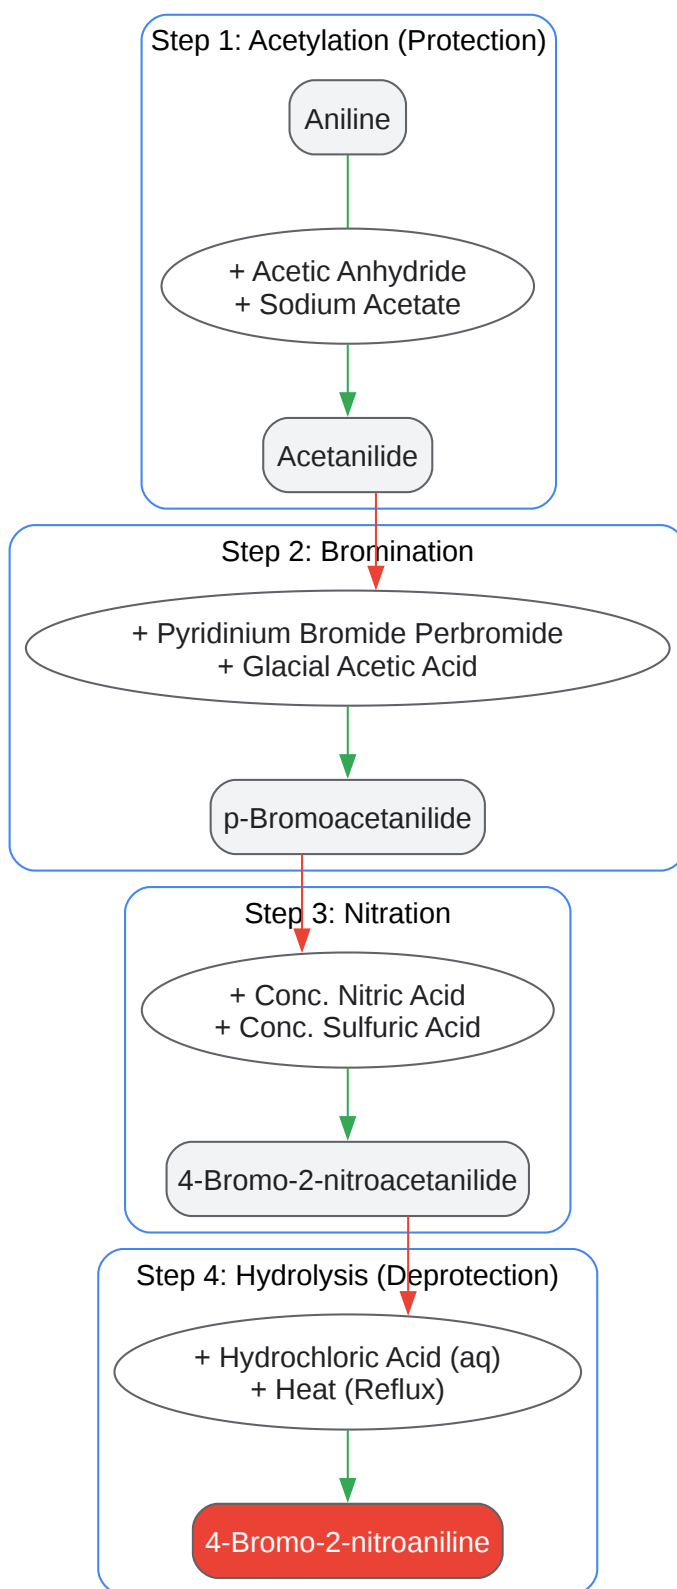 Step 1: Acetylation (Protection)
Aniline
+ Acetic Anhydride
+ Sodium Acetate
Acetanilide
Step 2: Bromination
+ Pyridinium Bromide Perbromide
+ Glacial Acetic Acid
p-Bromoacetanilide
Step 3: Nitration
+ Conc. Nitric Acid
+ Conc. Sulfuric Acid
4-Bromo-2-nitroacetanilide
Step 4: Hydrolysis (Deprotection)
+ Hydrochloric Acid (aq)
+ Heat (Reflux)
4-Bromo-2-nitroaniline